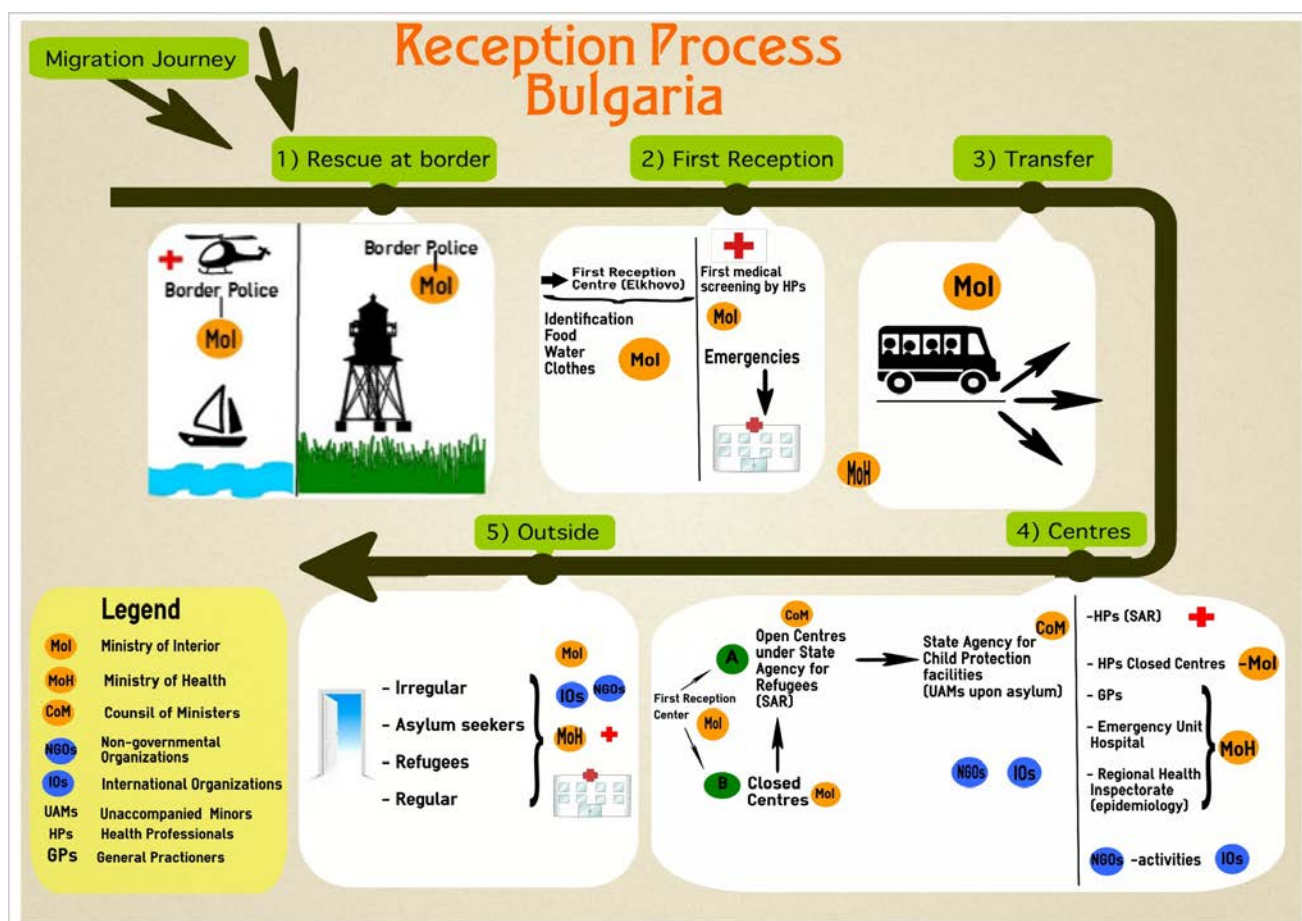 Reception Process
Bulgaria
Migration Journey
1) Rescue at border
2) First Reception
3) Transfer
Border Police
MoI
Border Police
MoI
First Reception
Centre (Elkhovo)
Identification
Food
Water
Clothes
MoI
First medical
screening by HPs
MoI
Emergencies
MoI
MoH
4) Centres
5) Outside
Legend
MoI Ministry of Interior
MoH Ministry of Health
CoM Counsil of Ministers
NGOs Non-governmental
Organizations
IOs International Organizations
UAMs Unaccompanied Minors
HPs Health Professionals
GPs General Practioners
- Irregular
- Asylum seekers
- Refugees
- Regular
MoI
IOs NGOs
MoH
First Reception
Center
MoI
A
CoM
Open Centres
under State
Agency for
Refugees
(SAR)
B
Closed
Centres
MoI
CoM
State Agency for
Child Protection
facilities
(UAMs upon asylum)
NGOs IOs
-HPs (SAR)
- HPs Closed Centres -MoI
- GPs
- Emergency Unit
Hospital
- Regional Health
Inspectorate
(epidemiology)
MoH
NGOs -activities IOs